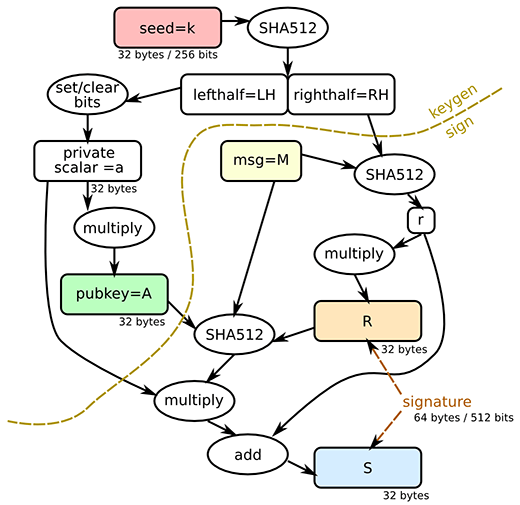 seed=k
SHA512
32 bytes / 256 bits
set/clear
bits
lefthalf=LH
righthalf=RH
keygen
sign
private
scalar =a
32 bytes
msg=M
SHA512
r
multiply
multiply
pubkey=A
32 bytes
R
32 bytes
SHA512
multiply
signature
64 bytes / 512 bits
add
S
32 bytes